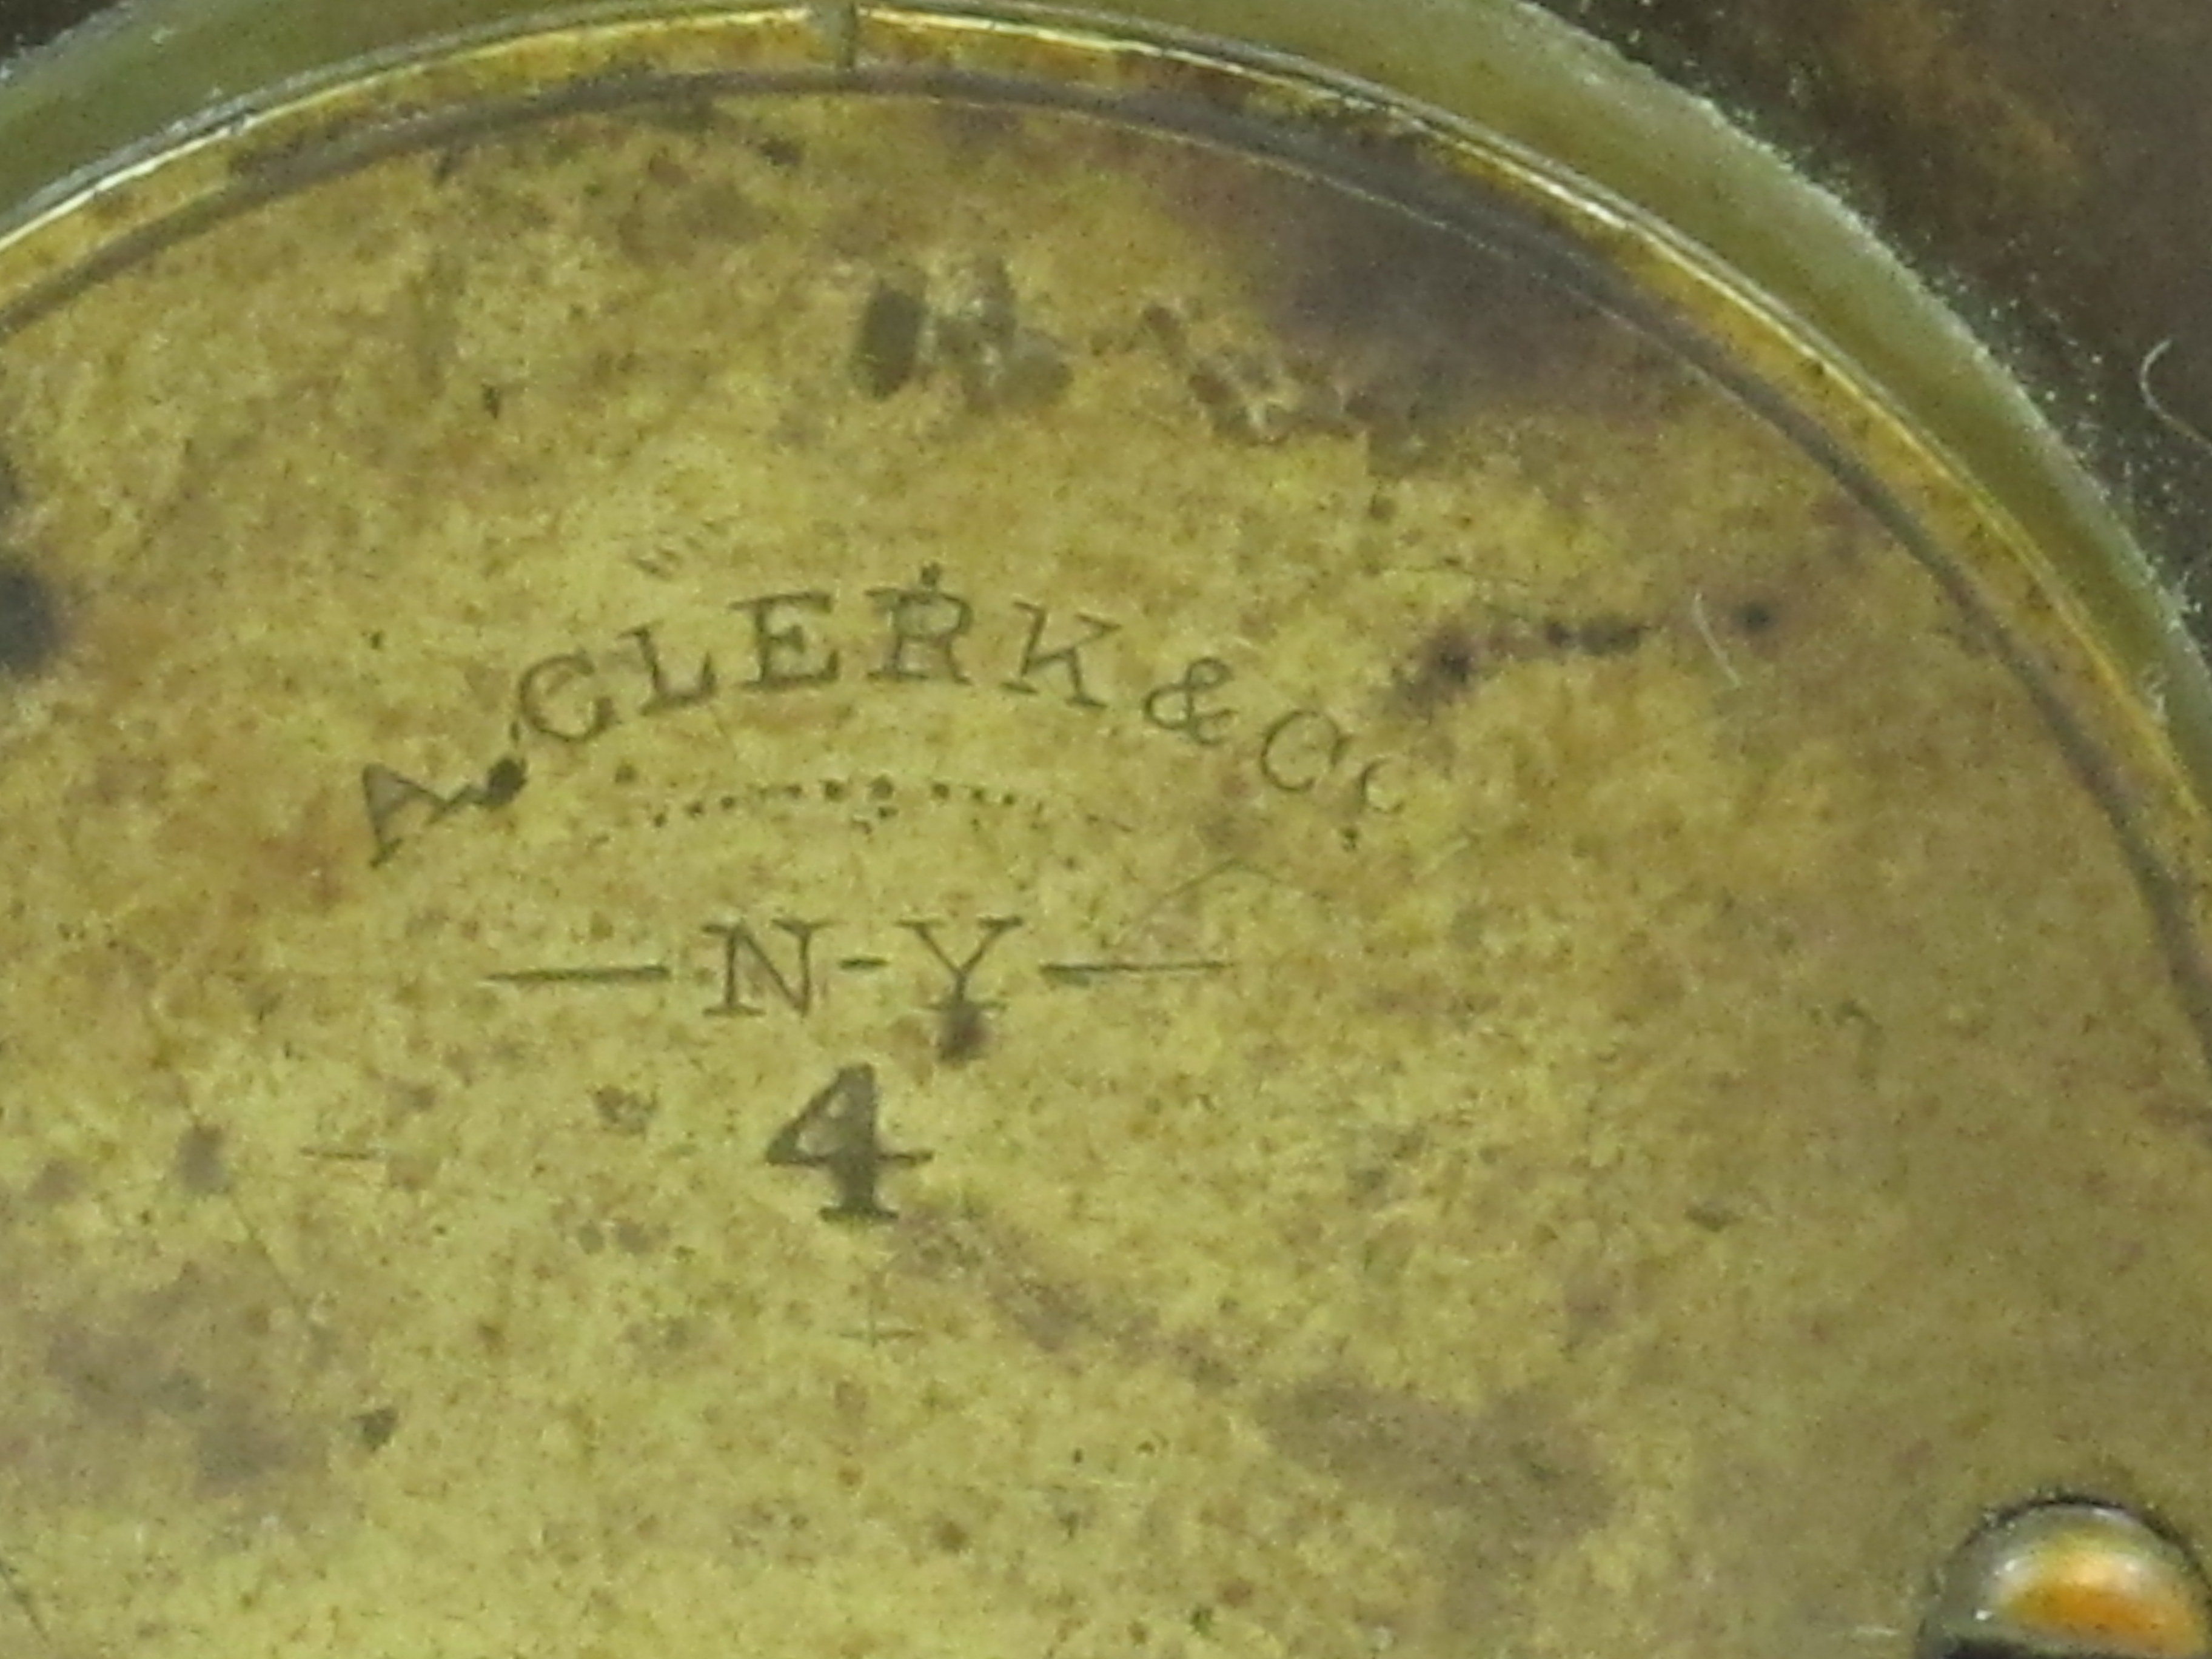 A. CLERK & Co
— N-Y —
4